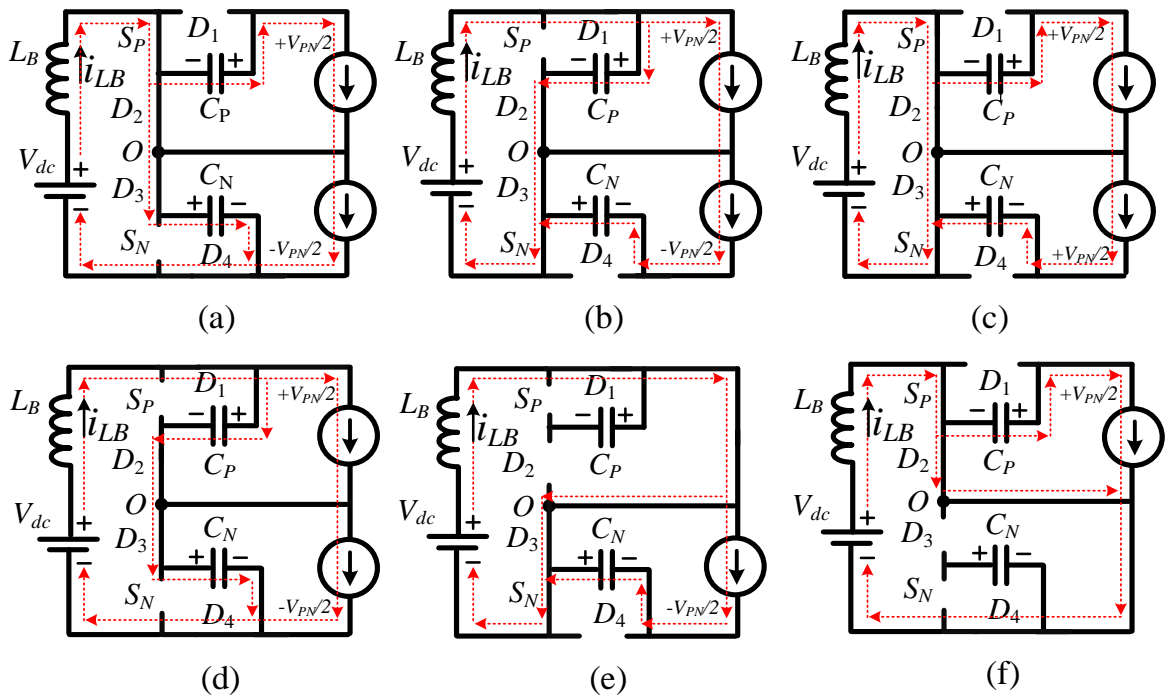 S_P D_1 +V_PN/2
L_B i_LB − +
D_2 C_P
V_dc + O
D_3 C_N
− + −
S_N D_4 -V_PN/2
(a)
S_P D_1 +V_PN/2
L_B i_LB − +
D_2 C_P
V_dc + O
D_3 C_N
− + −
S_N D_4 -V_PN/2
(b)
S_P D_1 +V_PN/2
L_B i_LB − +
D_2 C_P
V_dc + O
D_3 C_N
− + −
S_N D_4 +V_PN/2
(c)
S_P D_1 +V_PN/2
L_B i_LB − +
D_2 C_P
V_dc + O
D_3 C_N
− + −
S_N D_4 -V_PN/2
(d)
S_P D_1
L_B i_LB − +
D_2 C_P
V_dc + O
D_3 C_N
− + −
S_N D_4 -V_PN/2
(e)
S_P D_1 +V_PN/2
L_B i_LB − +
D_2 C_P
V_dc + O
D_3 C_N
− + −
S_N D_4
(f)